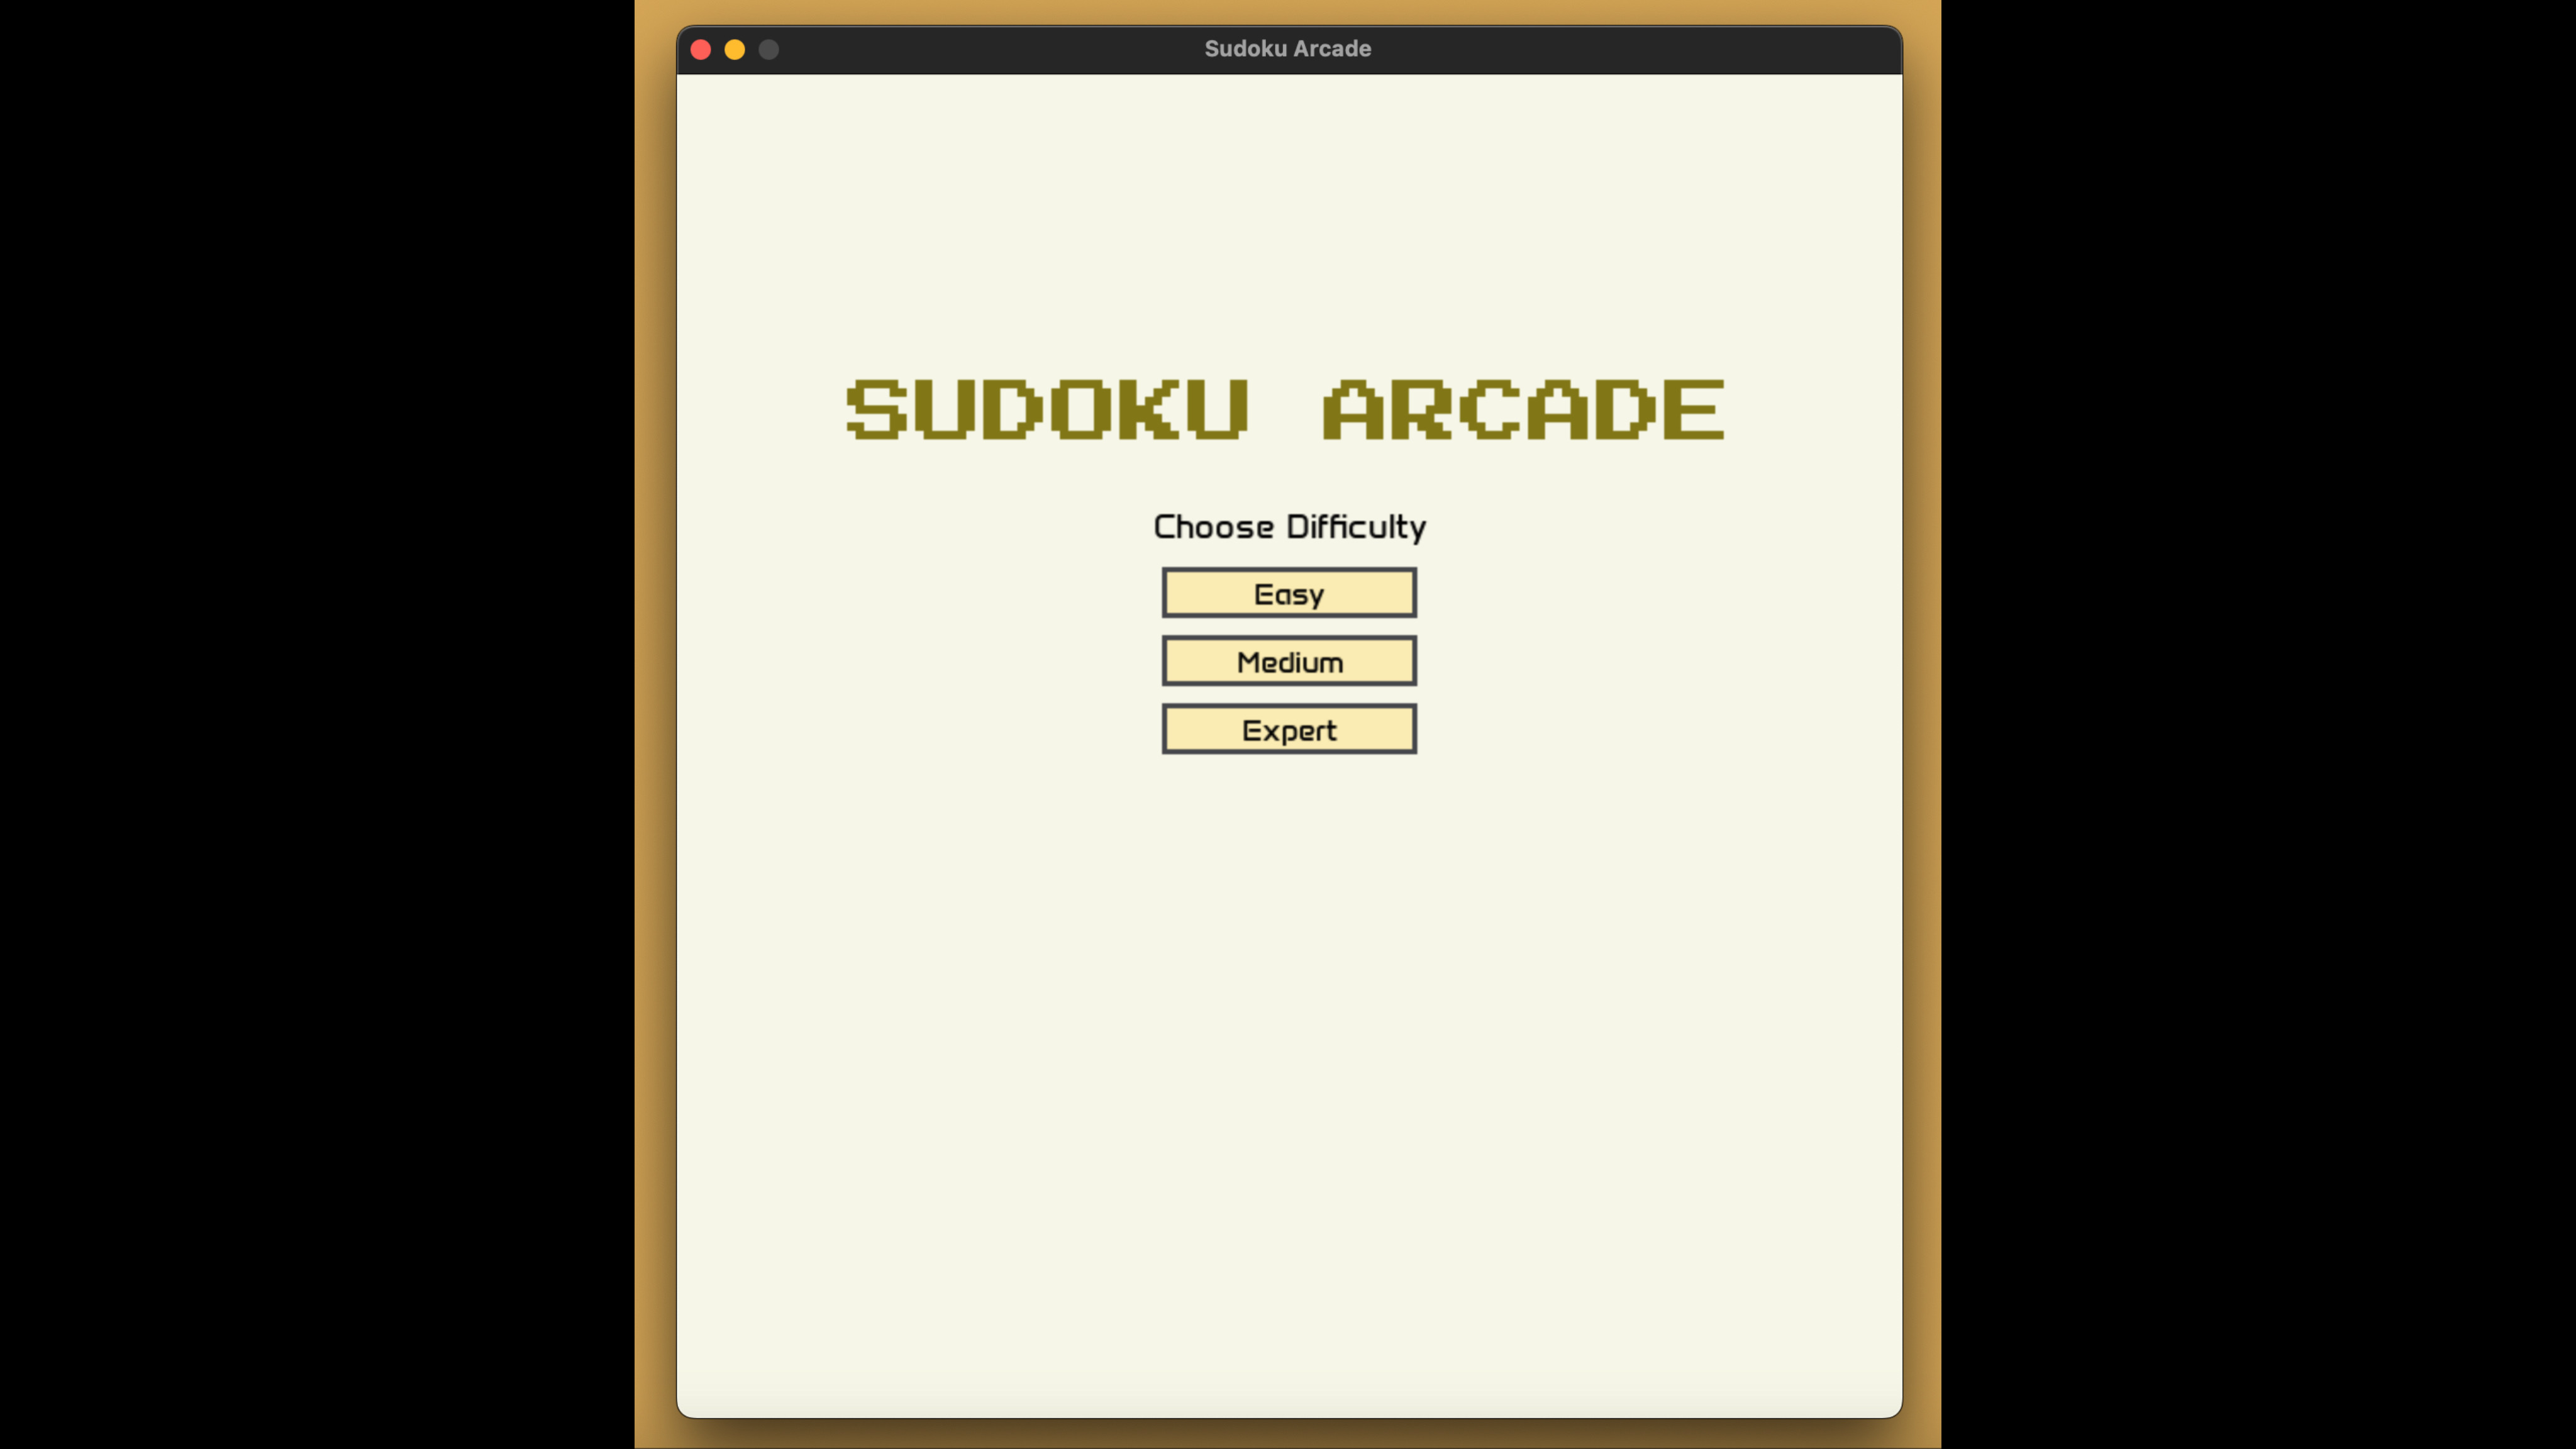 Sudoku Arcade
SUDOKU ARCADE
Choose Difficulty
Easy
Medium
Expert